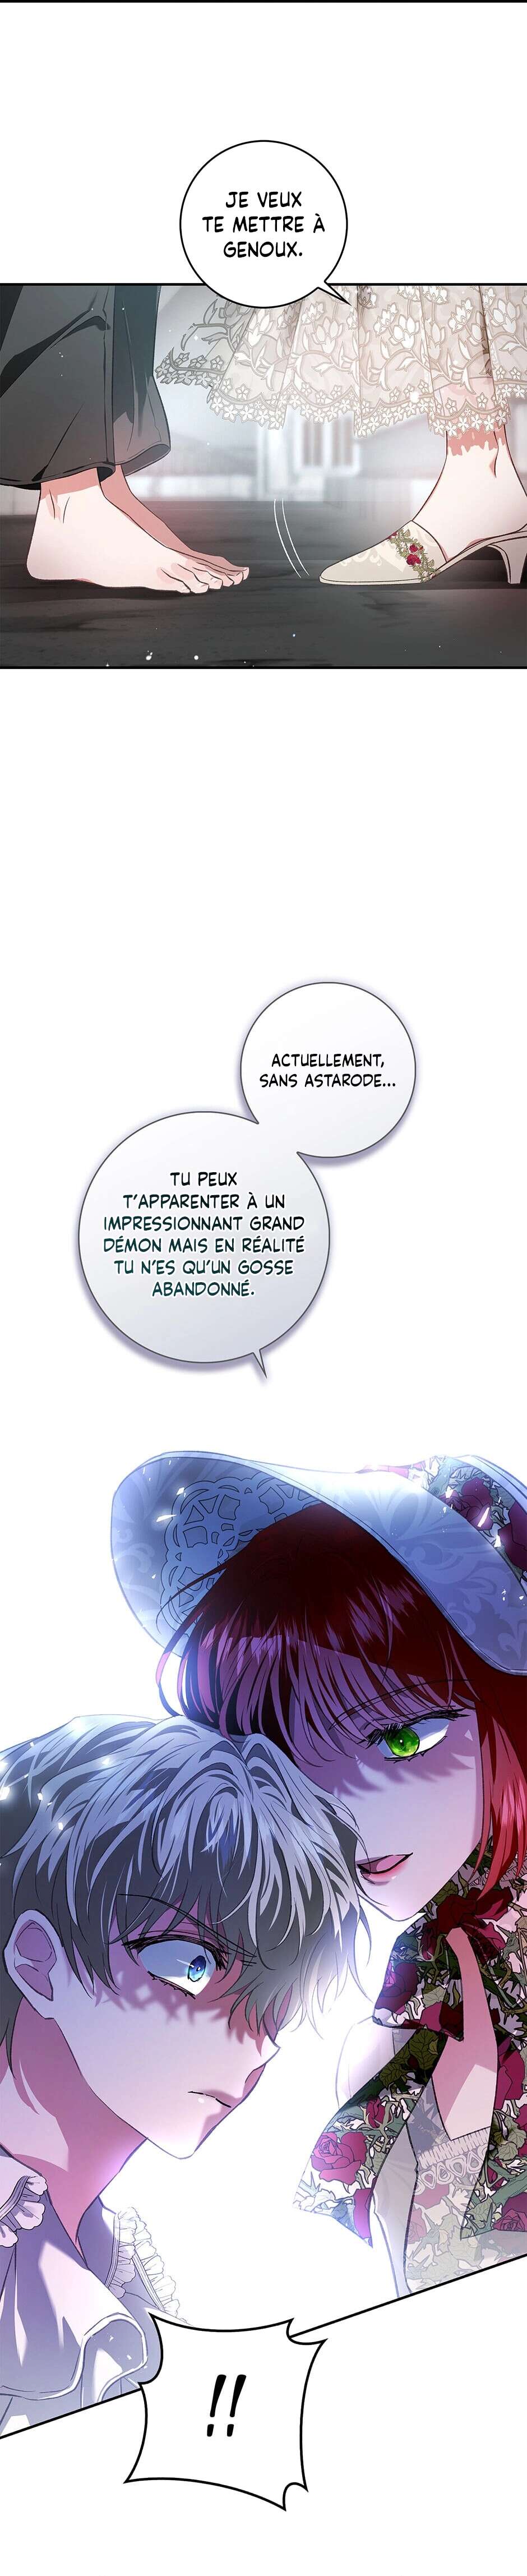 JE VEUX
TE METTRE À
GENOUX.
ACTUELLEMENT,
SANS ASTARODE...
TU PEUX
T'APPARENTER À UN
IMPRESSIONNANT GRAND
DÉMON MAIS EN RÉALITÉ
TU N'ES QU'UN GOSSE
ABANDONNÉ.
!!